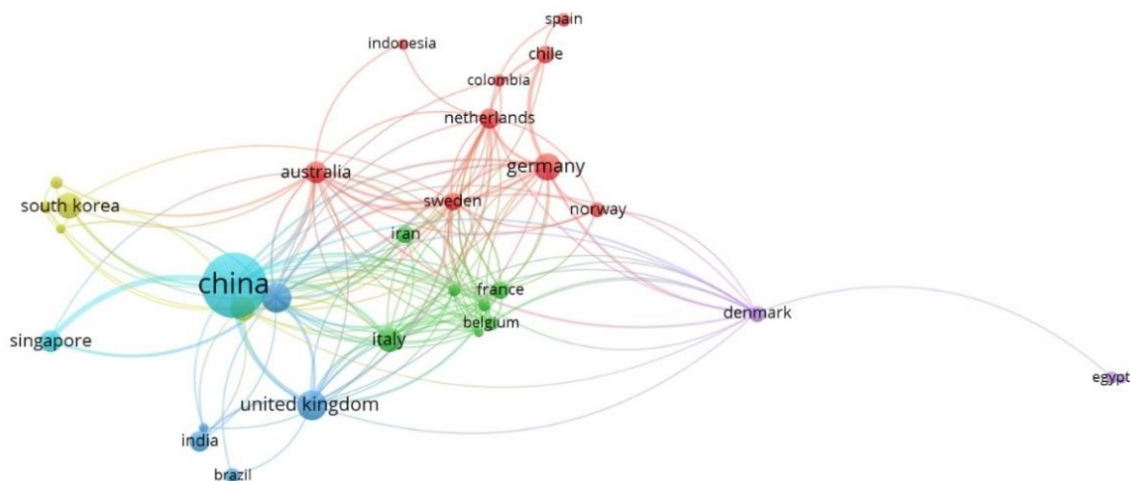 spain
indonesia
chile
colombia
netherlands
germany
australia
sweden
norway
south korea
iran
china
france
denmark
belgium
singapore
italy
egypt
united kingdom
india
brazil